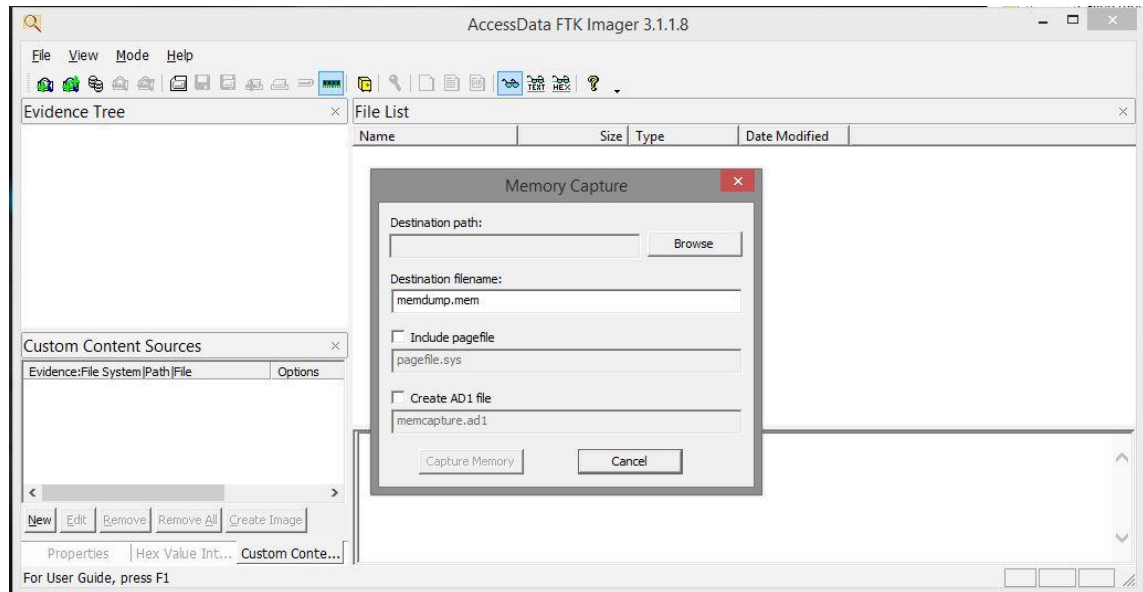 AccessData FTK Imager 3.1.1.8
File View Mode Help
TEXT HEX
Evidence Tree
File List
Name Size Type Date Modified
Memory Capture
Destination path:
Browse
Destination filename:
memdump.mem
Include pagefile
pagefile.sys
Create AD1 file
memcapture.ad1
Capture Memory Cancel
Custom Content Sources
Evidence:File System|Path|File Options
New Edit Remove Remove All Create Image
Properties Hex Value Int... Custom Conte...
For User Guide, press F1